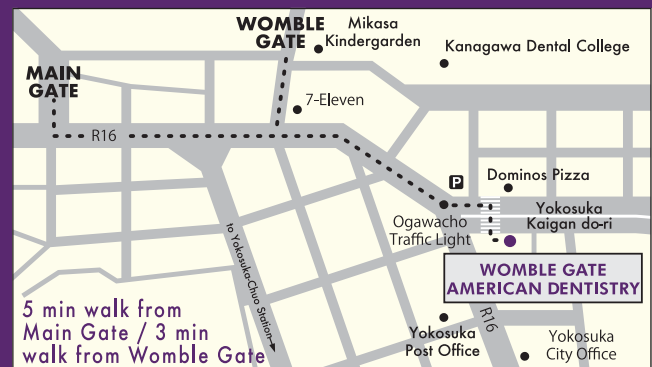 WOMBLE
GATE
Mikasa
Kindergarden
Kanagawa Dental College
MAIN
GATE
7-Eleven
R16
P
Dominos Pizza
Ogawacho
Traffic Light
Yokosuka
Kaigan do-ri
to Yokosuka-Chuo Station
WOMBLE GATE
AMERICAN DENTISTRY
5 min walk from
Main Gate / 3 min
walk from Womble Gate
Yokosuka
Post Office
R16
Yokosuka
City Office